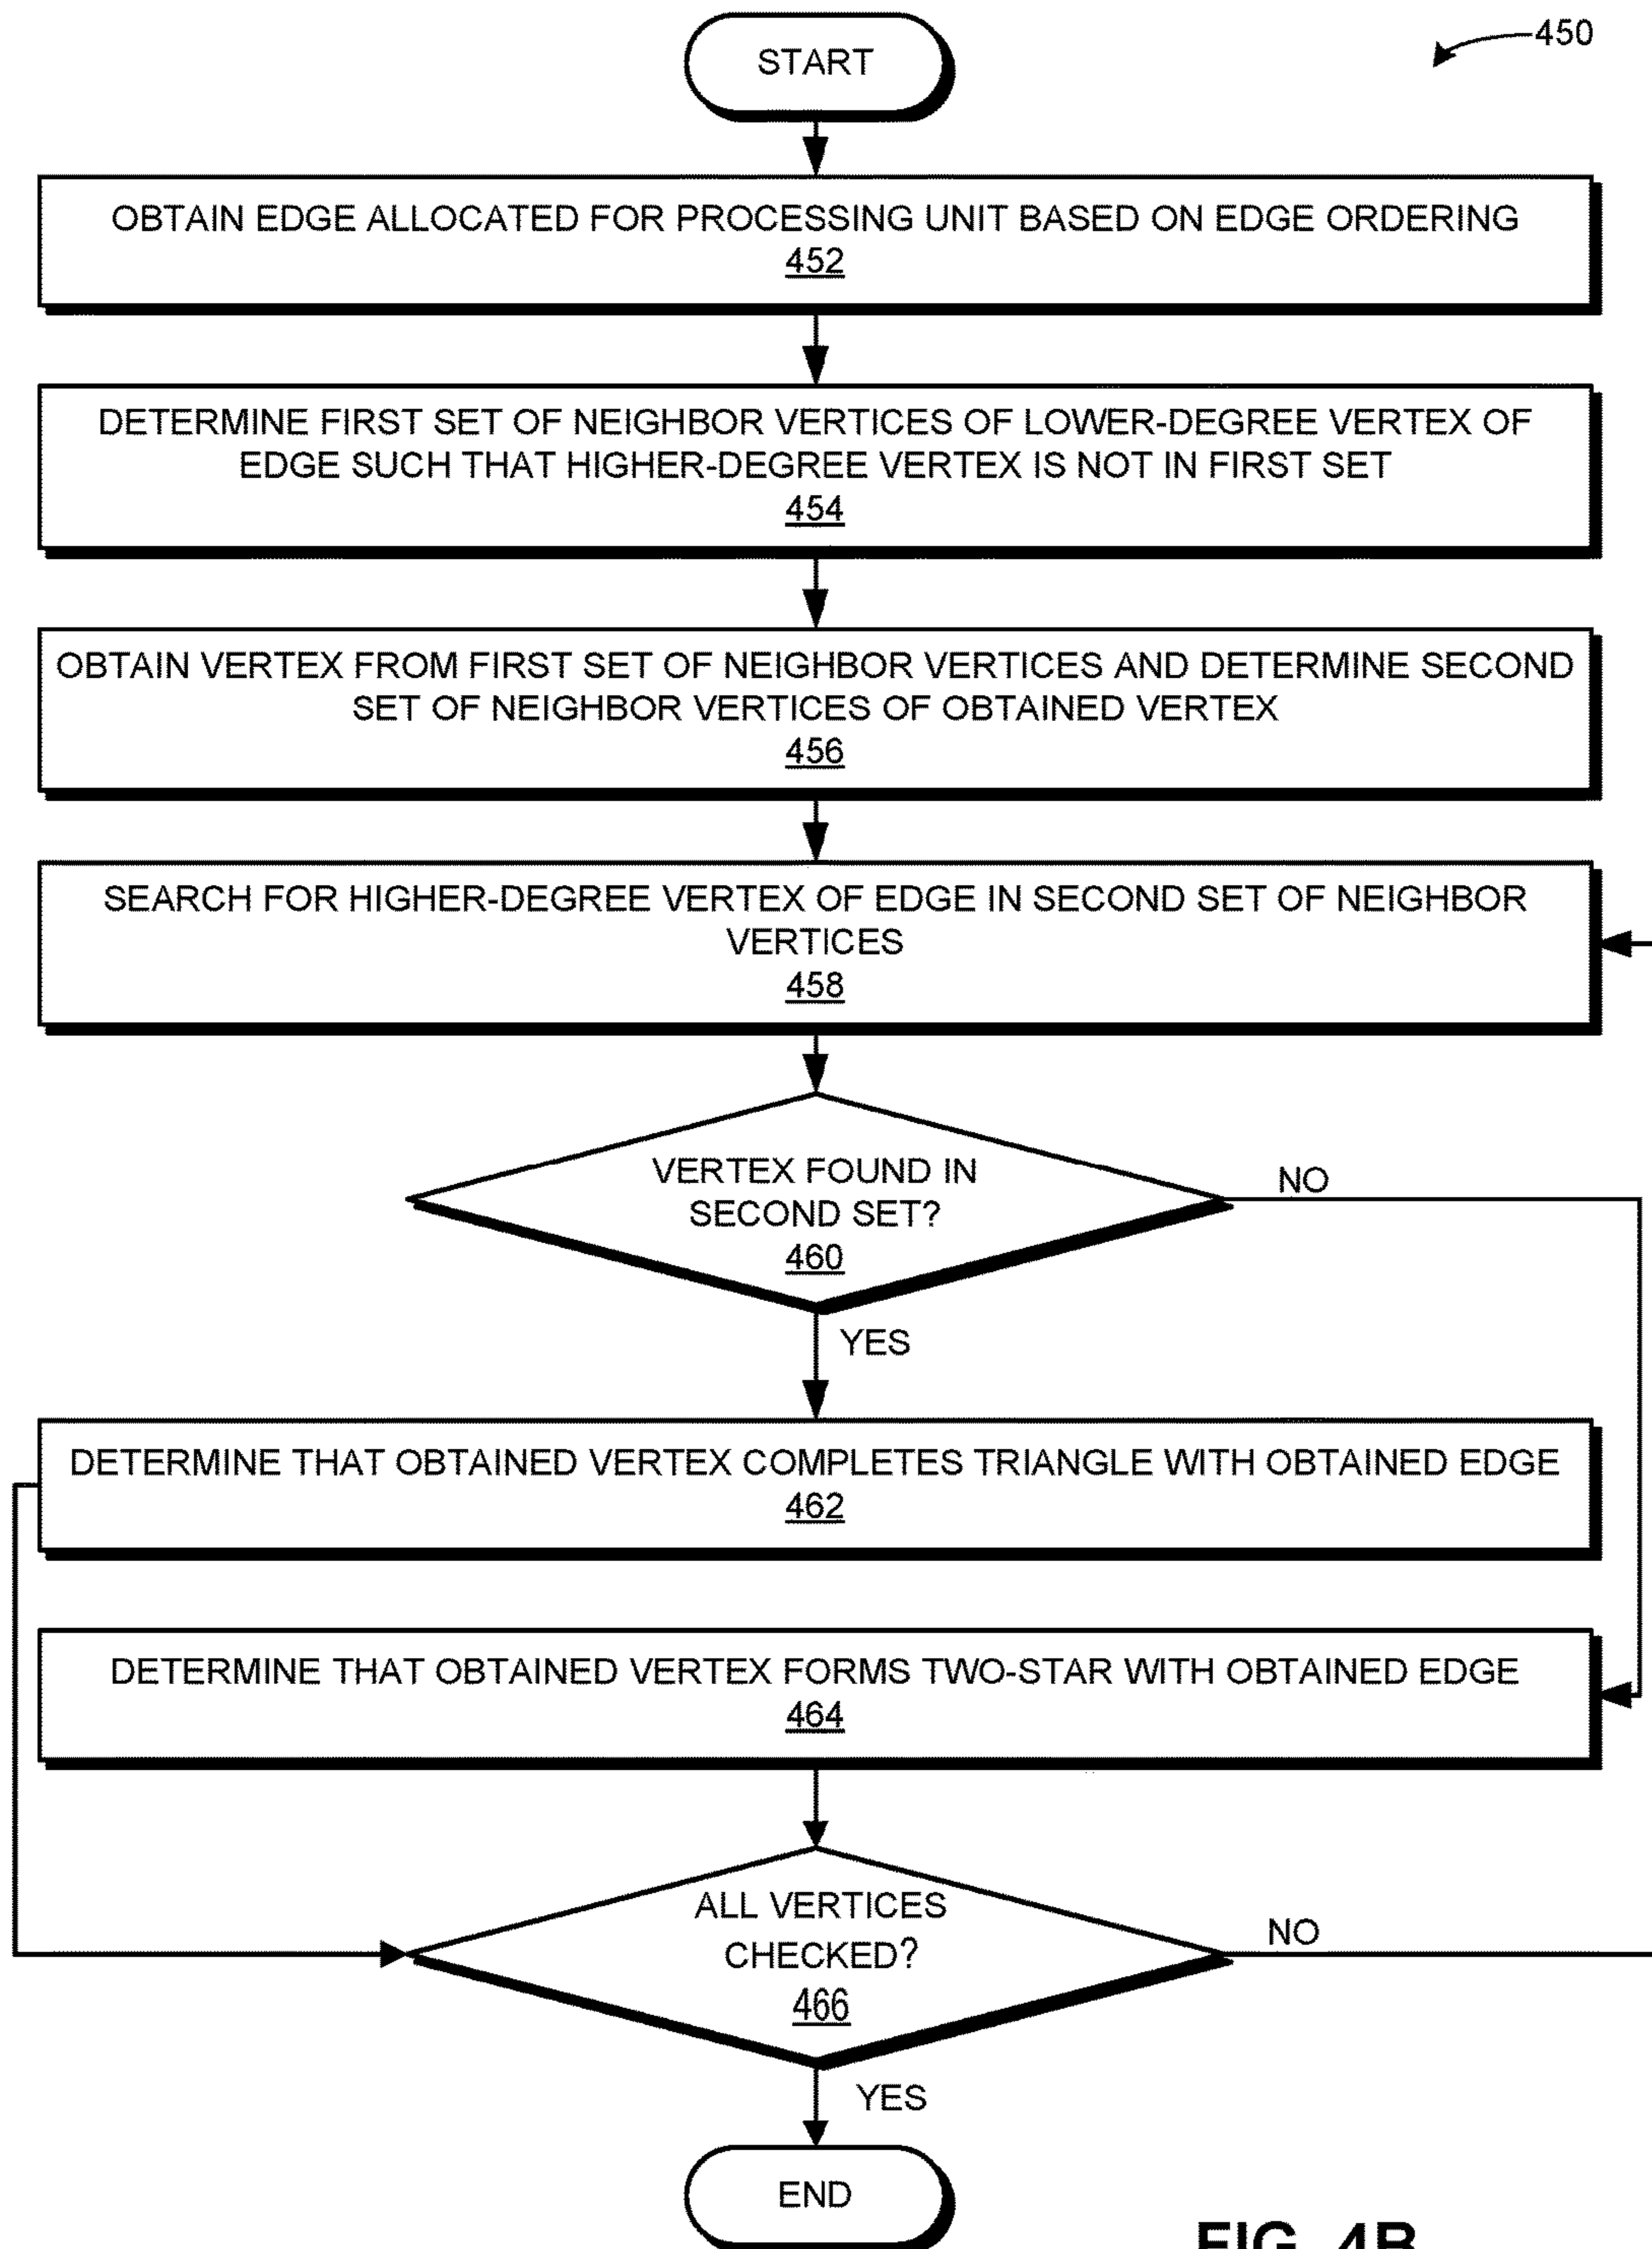 START
450
OBTAIN EDGE ALLOCATED FOR PROCESSING UNIT BASED ON EDGE ORDERING
452
DETERMINE FIRST SET OF NEIGHBOR VERTICES OF LOWER-DEGREE VERTEX OF
EDGE SUCH THAT HIGHER-DEGREE VERTEX IS NOT IN FIRST SET
454
OBTAIN VERTEX FROM FIRST SET OF NEIGHBOR VERTICES AND DETERMINE SECOND
SET OF NEIGHBOR VERTICES OF OBTAINED VERTEX
456
SEARCH FOR HIGHER-DEGREE VERTEX OF EDGE IN SECOND SET OF NEIGHBOR
VERTICES
458
VERTEX FOUND IN
SECOND SET?
460
NO
YES
DETERMINE THAT OBTAINED VERTEX COMPLETES TRIANGLE WITH OBTAINED EDGE
462
DETERMINE THAT OBTAINED VERTEX FORMS TWO-STAR WITH OBTAINED EDGE
464
ALL VERTICES
CHECKED?
466
NO
YES
END
FIG. 4B